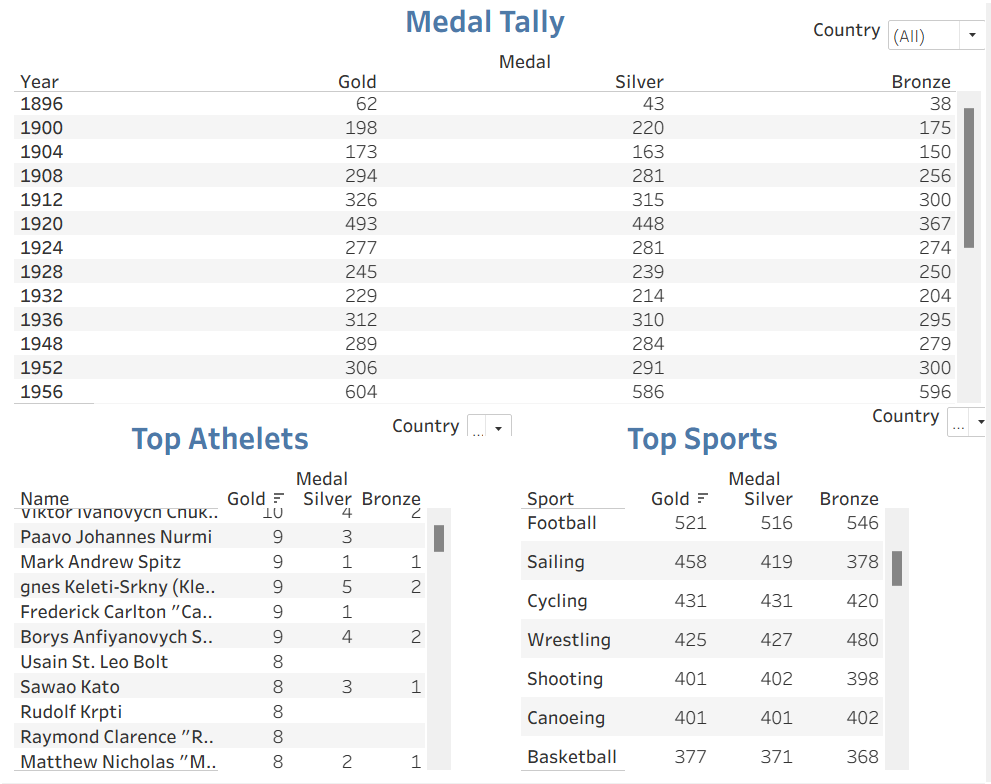 Medal Tally
Country (All)
Medal
Year Gold Silver Bronze
1896 62 43 38
1900 198 220 175
1904 173 163 150
1908 294 281 256
1912 326 315 300
1920 493 448 367
1924 277 281 274
1928 245 239 250
1932 229 214 204
1936 312 310 295
1948 289 284 279
1952 306 291 300
1956 604 586 596
Top Athelets
Country ...
Medal
Name Gold Silver Bronze
Viktor Ivanovych Chuk.. 10 4 2
Paavo Johannes Nurmi 9 3
Mark Andrew Spitz 9 1 1
gnes Keleti-Srkny (Kle.. 9 5 2
Frederick Carlton "Ca.. 9 1
Borys Anfiyanovych S.. 9 4 2
Usain St. Leo Bolt 8
Sawao Kato 8 3 1
Rudolf Krpti 8
Raymond Clarence "R.. 8
Matthew Nicholas "M.. 8 2 1
Top Sports
Country ...
Medal
Sport Gold Silver Bronze
Football 521 516 546
Sailing 458 419 378
Cycling 431 431 420
Wrestling 425 427 480
Shooting 401 402 398
Canoeing 401 401 402
Basketball 377 371 368